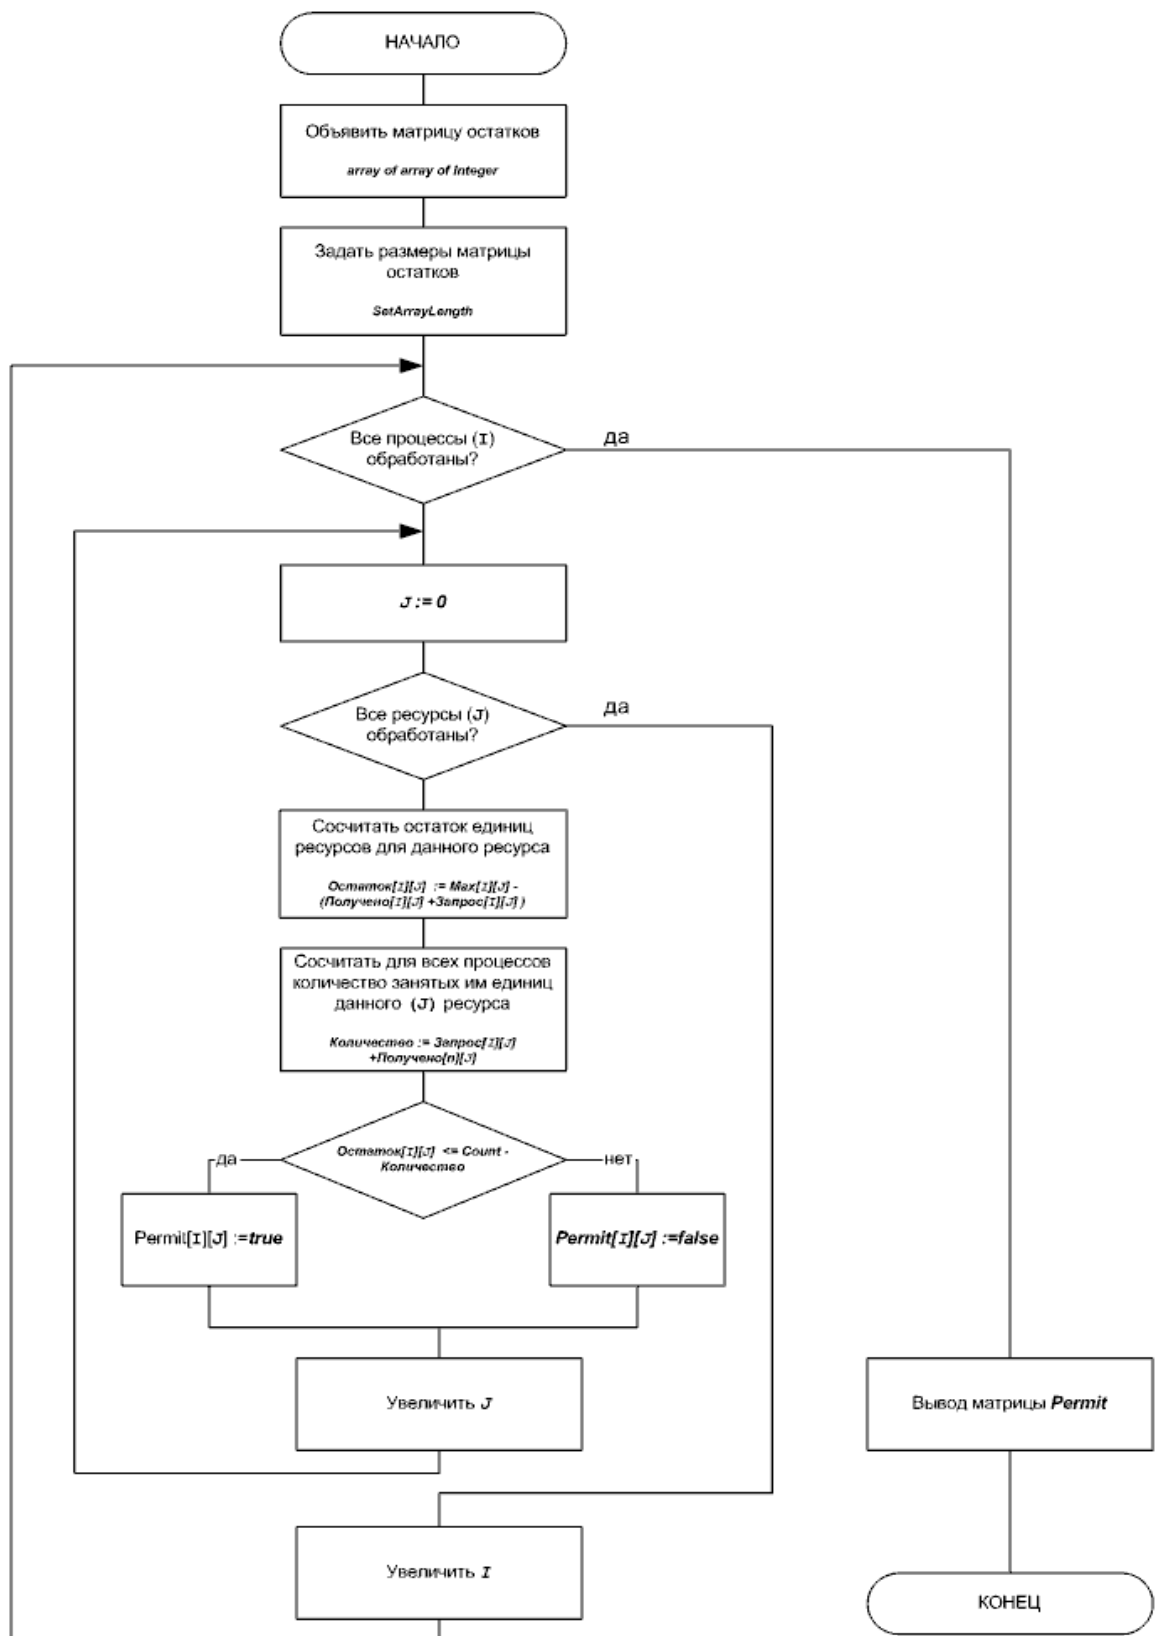 НАЧАЛО
Объявить матрицу остатков
array of array of Integer
Задать размеры матрицы
остатков
SetArrayLength
Все процессы (I)
обработаны?
да
J := 0
Все ресурсы (J)
обработаны?
да
Сосчитать остаток единиц
ресурсов для данного ресурса
Остаток[I][J] := Max[I][J] -
(Получено[I][J] +Запрос[I][J] )
Сосчитать для всех процессов
количество занятых им единиц
данного (J) ресурса
Количество := Запрос[I][J]
+Получено[n][J]
Остаток[I][J] <= Count -
Количество
да
нет
Permit[I][J] :=true
Permit[I][J] :=false
Увеличить J
Вывод матрицы Permit
Увеличить I
КОНЕЦ